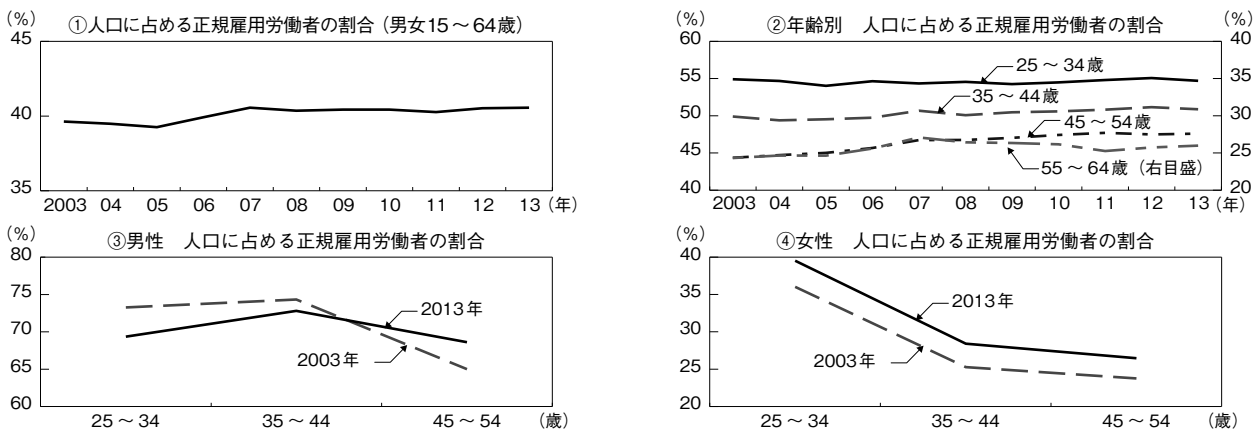 (%)
①人口に占める正規雇用労働者の割合(男女15~64歳)
45
40
35
2003 04 05 06 07 08 09 10 11 12 13 (年)
(%)
②年齢別 人口に占める正規雇用労働者の割合
(%)
60
55
50
45
40
40
35
30
25
20
25~34歳
35~44歳
45~54歳
55~64歳(右目盛)
2003 04 05 06 07 08 09 10 11 12 13 (年)
(%)
③男性 人口に占める正規雇用労働者の割合
80
75
70
65
60
2013年
2003年
25~34 35~44 45~54 (歳)
(%)
④女性 人口に占める正規雇用労働者の割合
40
35
30
25
20
2013年
2003年
25~34 35~44 45~54 (歳)